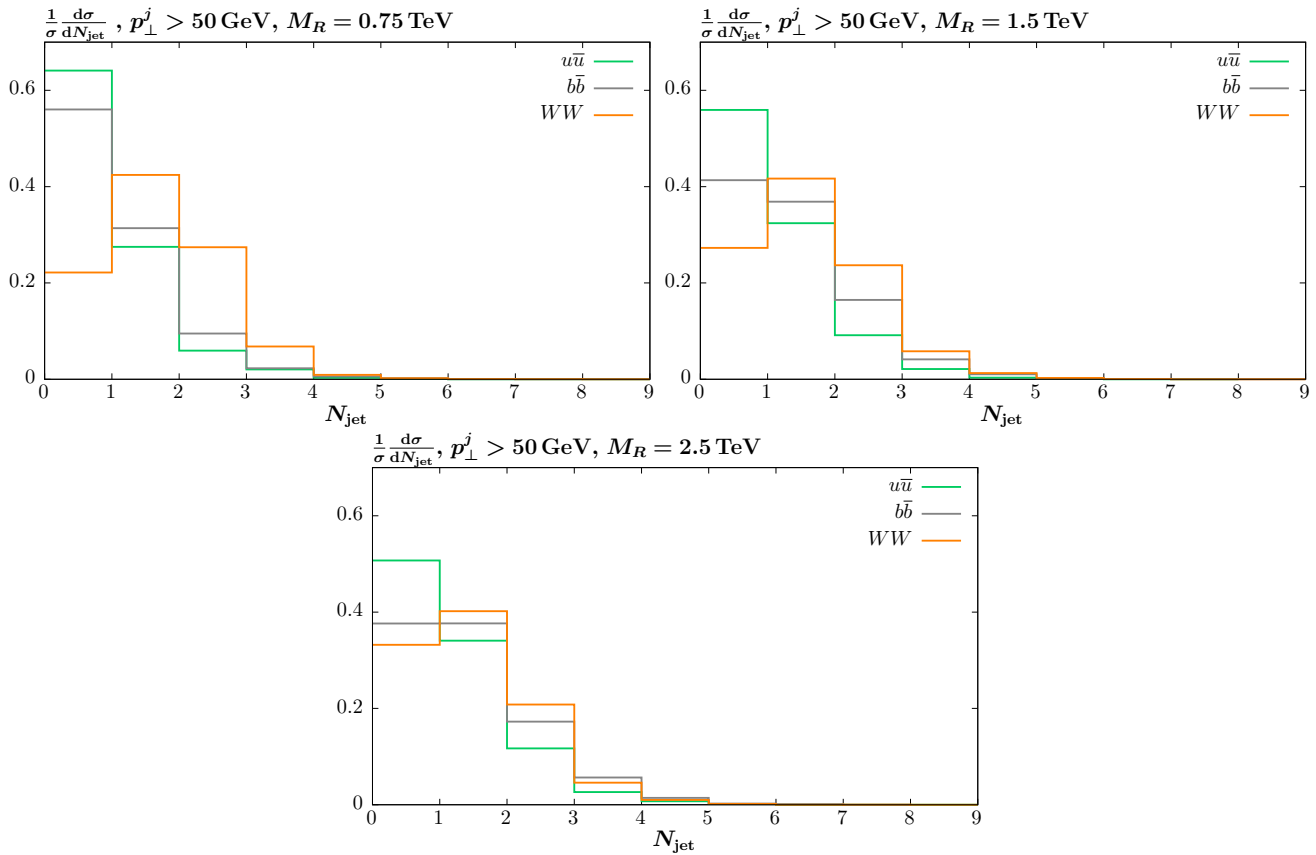 1/σ dσ/dN_jet , p_⊥^j > 50 GeV, M_R = 0.75 TeV
uū
bb̄
WW
0.6
0.4
0.2
0
0 1 2 3 4 5 6 7 8 9
N_jet
1/σ dσ/dN_jet, p_⊥^j > 50 GeV, M_R = 1.5 TeV
uū
bb̄
WW
0.6
0.4
0.2
0
0 1 2 3 4 5 6 7 8 9
N_jet
1/σ dσ/dN_jet, p_⊥^j > 50 GeV, M_R = 2.5 TeV
uū
bb̄
WW
0.6
0.4
0.2
0
0 1 2 3 4 5 6 7 8 9
N_jet